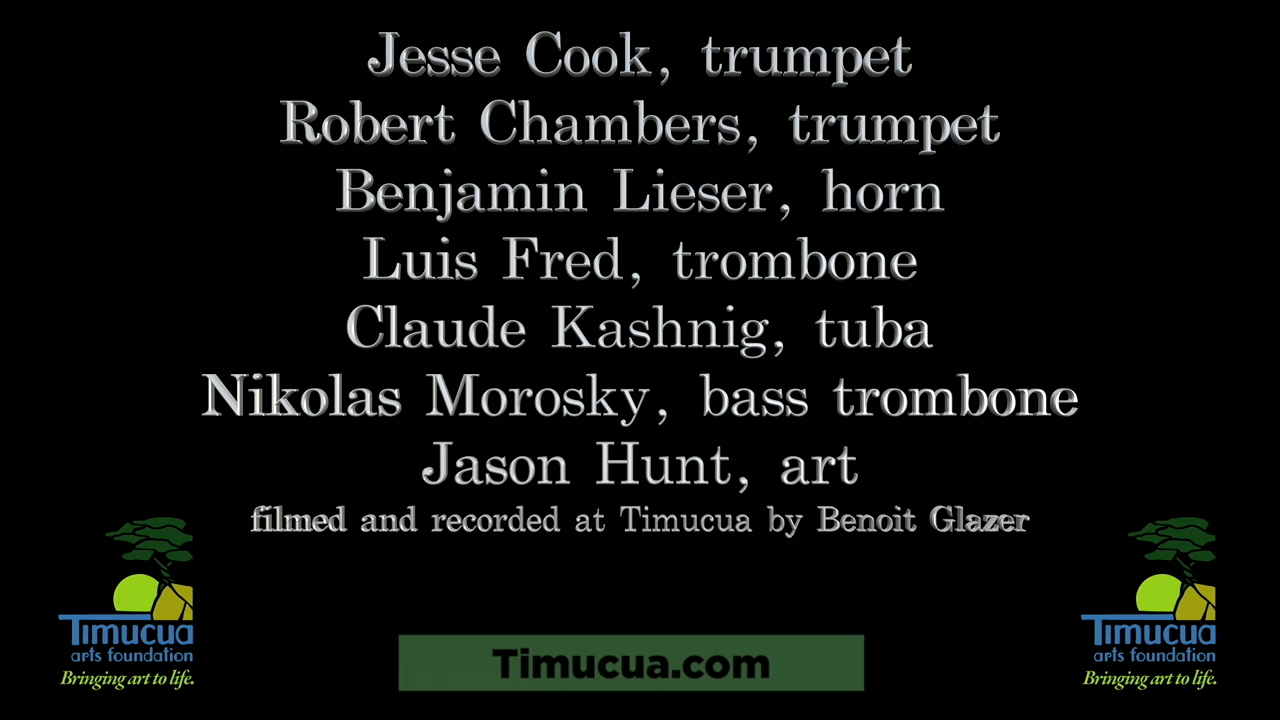 Jesse Cook, trumpet
Robert Chambers, trumpet
Benjamin Lieser, horn
Luis Fred, trombone
Claude Kashnig, tuba
Nikolas Morosky, bass trombone
Jason Hunt, art
filmed and recorded at Timucua by Benoit Glazer
Timucua
arts foundation
Bringing art to life.
Timucua.com
Timucua
arts foundation
Bringing art to life.